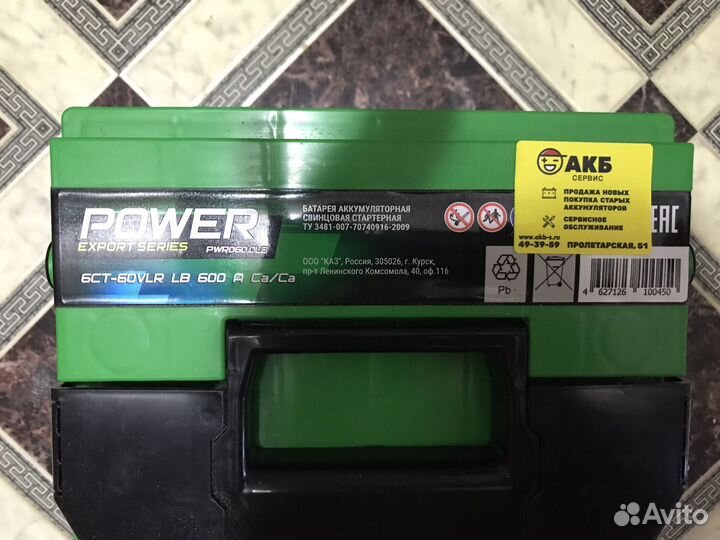 POWER
EXPORT SERIES
PWR060.DLB
6CT-60VLR LB 600 A Ca/Ca
БАТАРЕЯ АККУМУЛЯТОРНАЯ
СВИНЦОВАЯ СТАРТЕРНАЯ
ТУ 3481-007-70740916-2009
ООО "КАЗ", Россия, 305026, г. Курск,
пр-т Ленинского Комсомола, 40, оф.116
АКБ
СЕРВИС
ПРОДАЖА НОВЫХ
ПОКУПКА СТАРЫХ
АККУМУЛЯТОРОВ
СЕРВИСНОЕ
ОБСЛУЖИВАНИЕ
www.akb-s.ru
49-39-59
ПРОЛЕТАРСКАЯ, 51
EAC
Pb
4 627126 100450
Avito